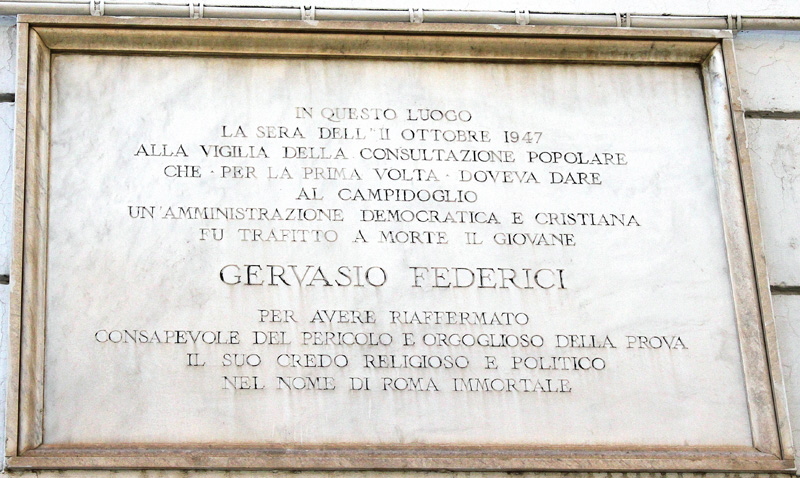 IN QUESTO LUOGO
LA SERA DELL' 11 OTTOBRE 1947
ALLA VIGILIA DELLA CONSULTAZIONE POPOLARE
CHE · PER LA PRIMA VOLTA · DOVEVA DARE
AL CAMPIDOGLIO
UN'AMMINISTRAZIONE DEMOCRATICA E CRISTIANA
FU TRAFITTO A MORTE IL GIOVANE
GERVASIO FEDERICI
PER AVERE RIAFFERMATO
CONSAPEVOLE DEL PERICOLO E ORGOGLIOSO DELLA PROVA
IL SUO CREDO RELIGIOSO E POLITICO
NEL NOME DI ROMA IMMORTALE